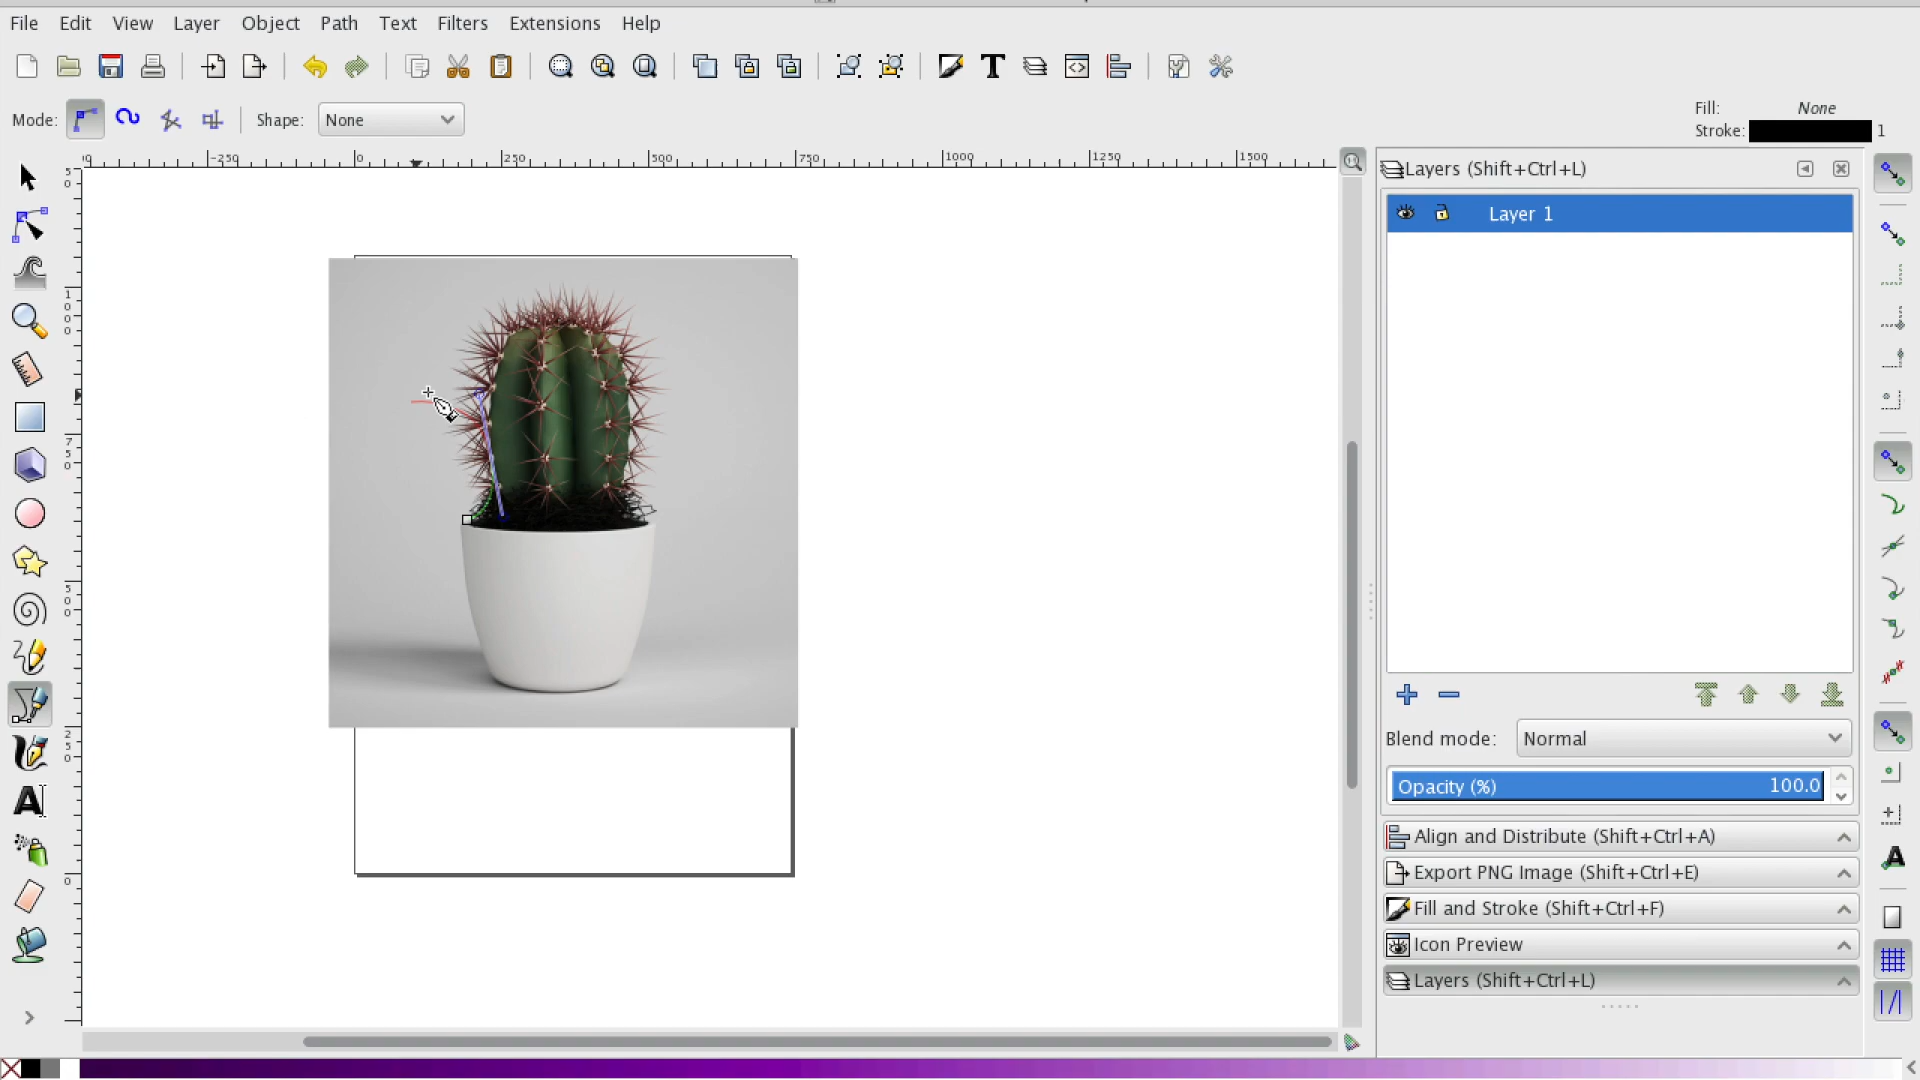 File Edit View Layer Object Path Text Filters Extensions Help
Mode: Shape: None
Fill: None
Stroke: 1
-250 0 250 500 750 1000 1250 1500
Layers (Shift+Ctrl+L)
Layer 1
Blend mode: Normal
Opacity (%) 100.0
Align and Distribute (Shift+Ctrl+A)
Export PNG Image (Shift+Ctrl+E)
Fill and Stroke (Shift+Ctrl+F)
Icon Preview
Layers (Shift+Ctrl+L)